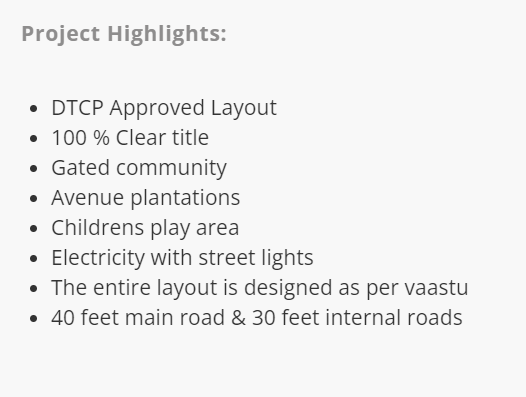 Project Highlights:
• DTCP Approved Layout
• 100 % Clear title
• Gated community
• Avenue plantations
• Childrens play area
• Electricity with street lights
• The entire layout is designed as per vaastu
• 40 feet main road & 30 feet internal roads